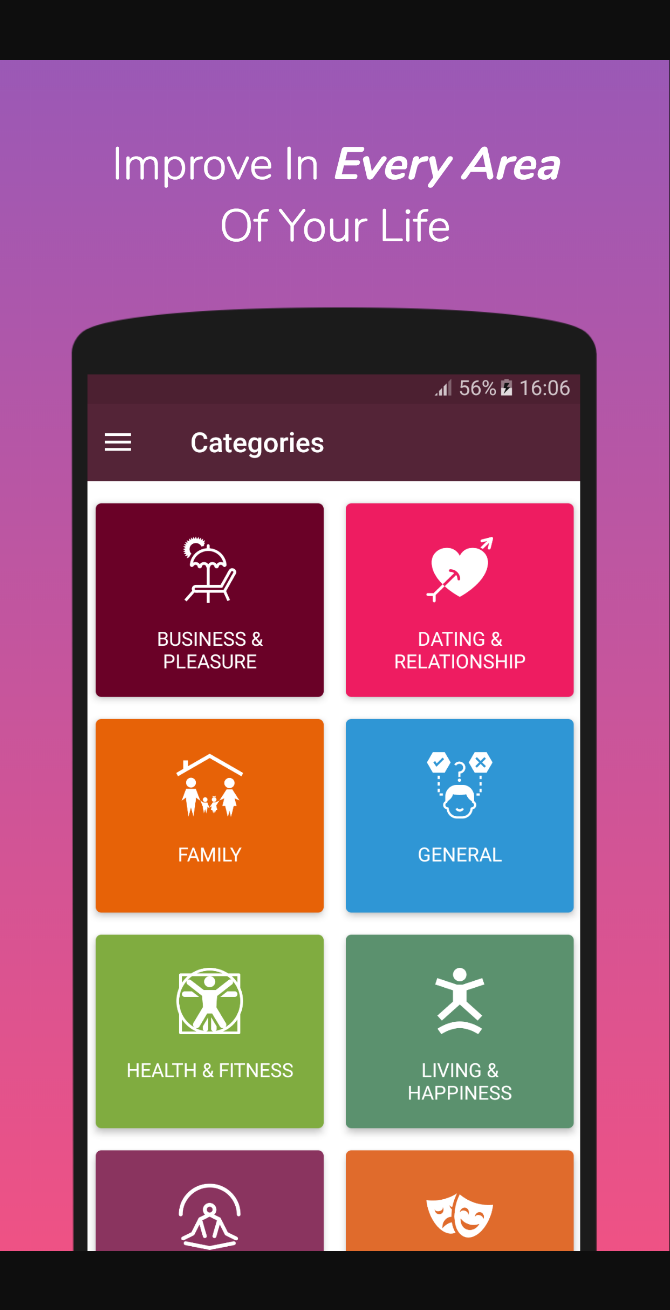 Improve In Every Area
Of Your Life
56% 16:06
Categories
BUSINESS &
PLEASURE
DATING &
RELATIONSHIP
FAMILY
GENERAL
?
HEALTH & FITNESS
LIVING &
HAPPINESS